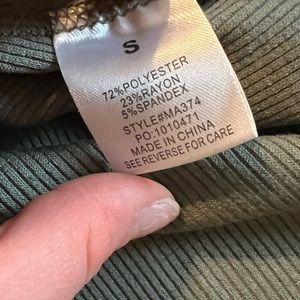 S
72%POLYESTER
23%RAYON
5%SPANDEX
STYLE#MA374
PO:1010471
MADE IN CHINA
SEE REVERSE FOR CARE